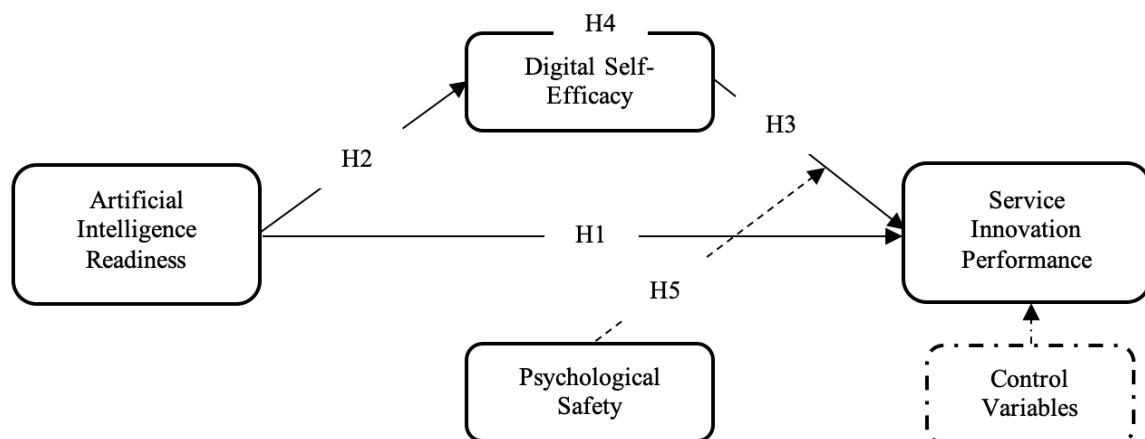 H4
Digital Self-
Efficacy
H3
H2
Artificial
Intelligence
Readiness
Service
Innovation
Performance
H1
H5
Psychological
Safety
Control
Variables